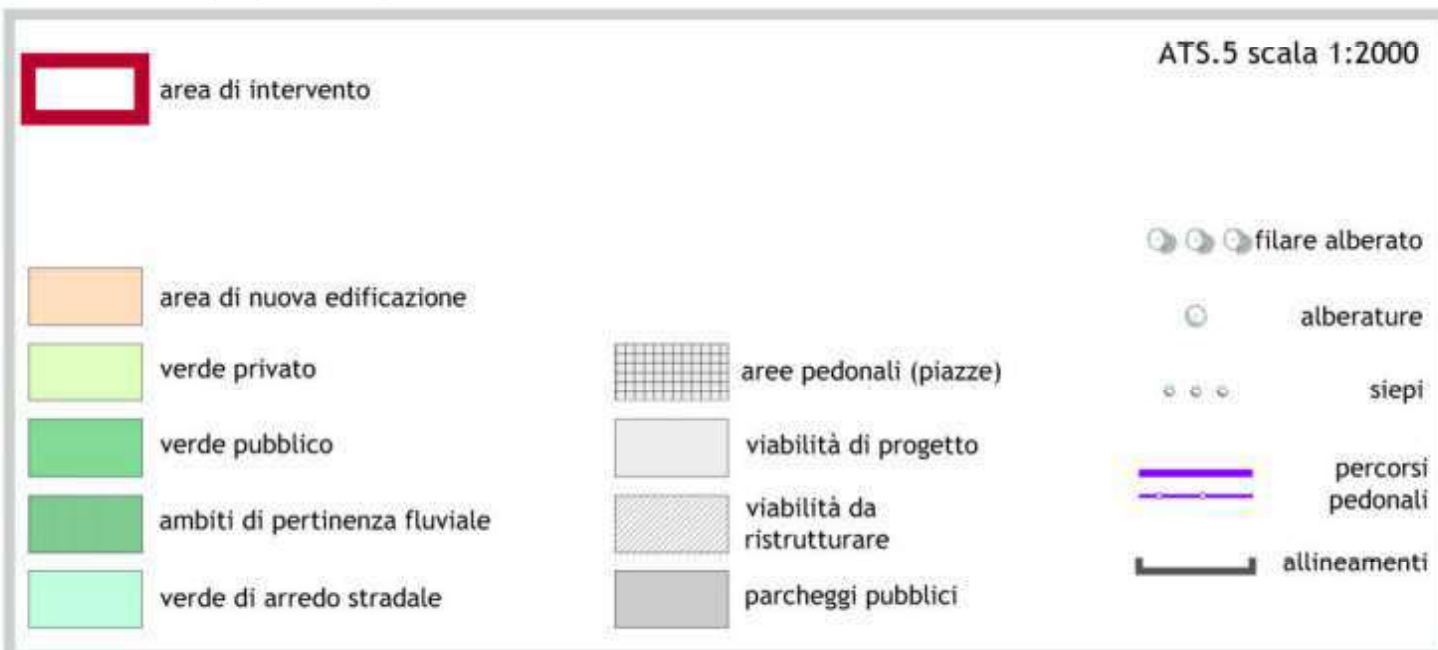 ATS.5 scala 1:2000
area di intervento
area di nuova edificazione
verde privato
verde pubblico
ambiti di pertinenza fluviale
verde di arredo stradale
aree pedonali (piazze)
viabilità di progetto
viabilità da
ristrutturare
parcheggi pubblici
filare alberato
alberature
siepi
percorsi
pedonali
allineamenti